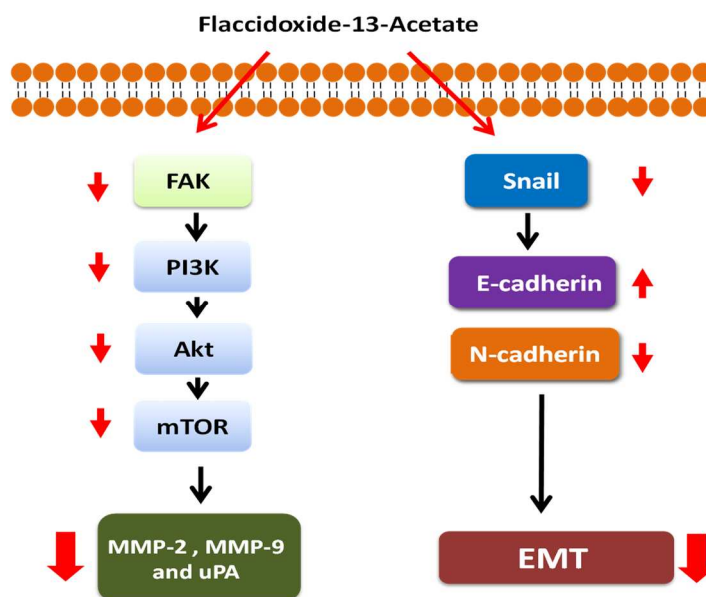 Flaccidoxide-13-Acetate
FAK
PI3K
Akt
mTOR
MMP-2 , MMP-9
and uPA
Snail
E-cadherin
N-cadherin
EMT